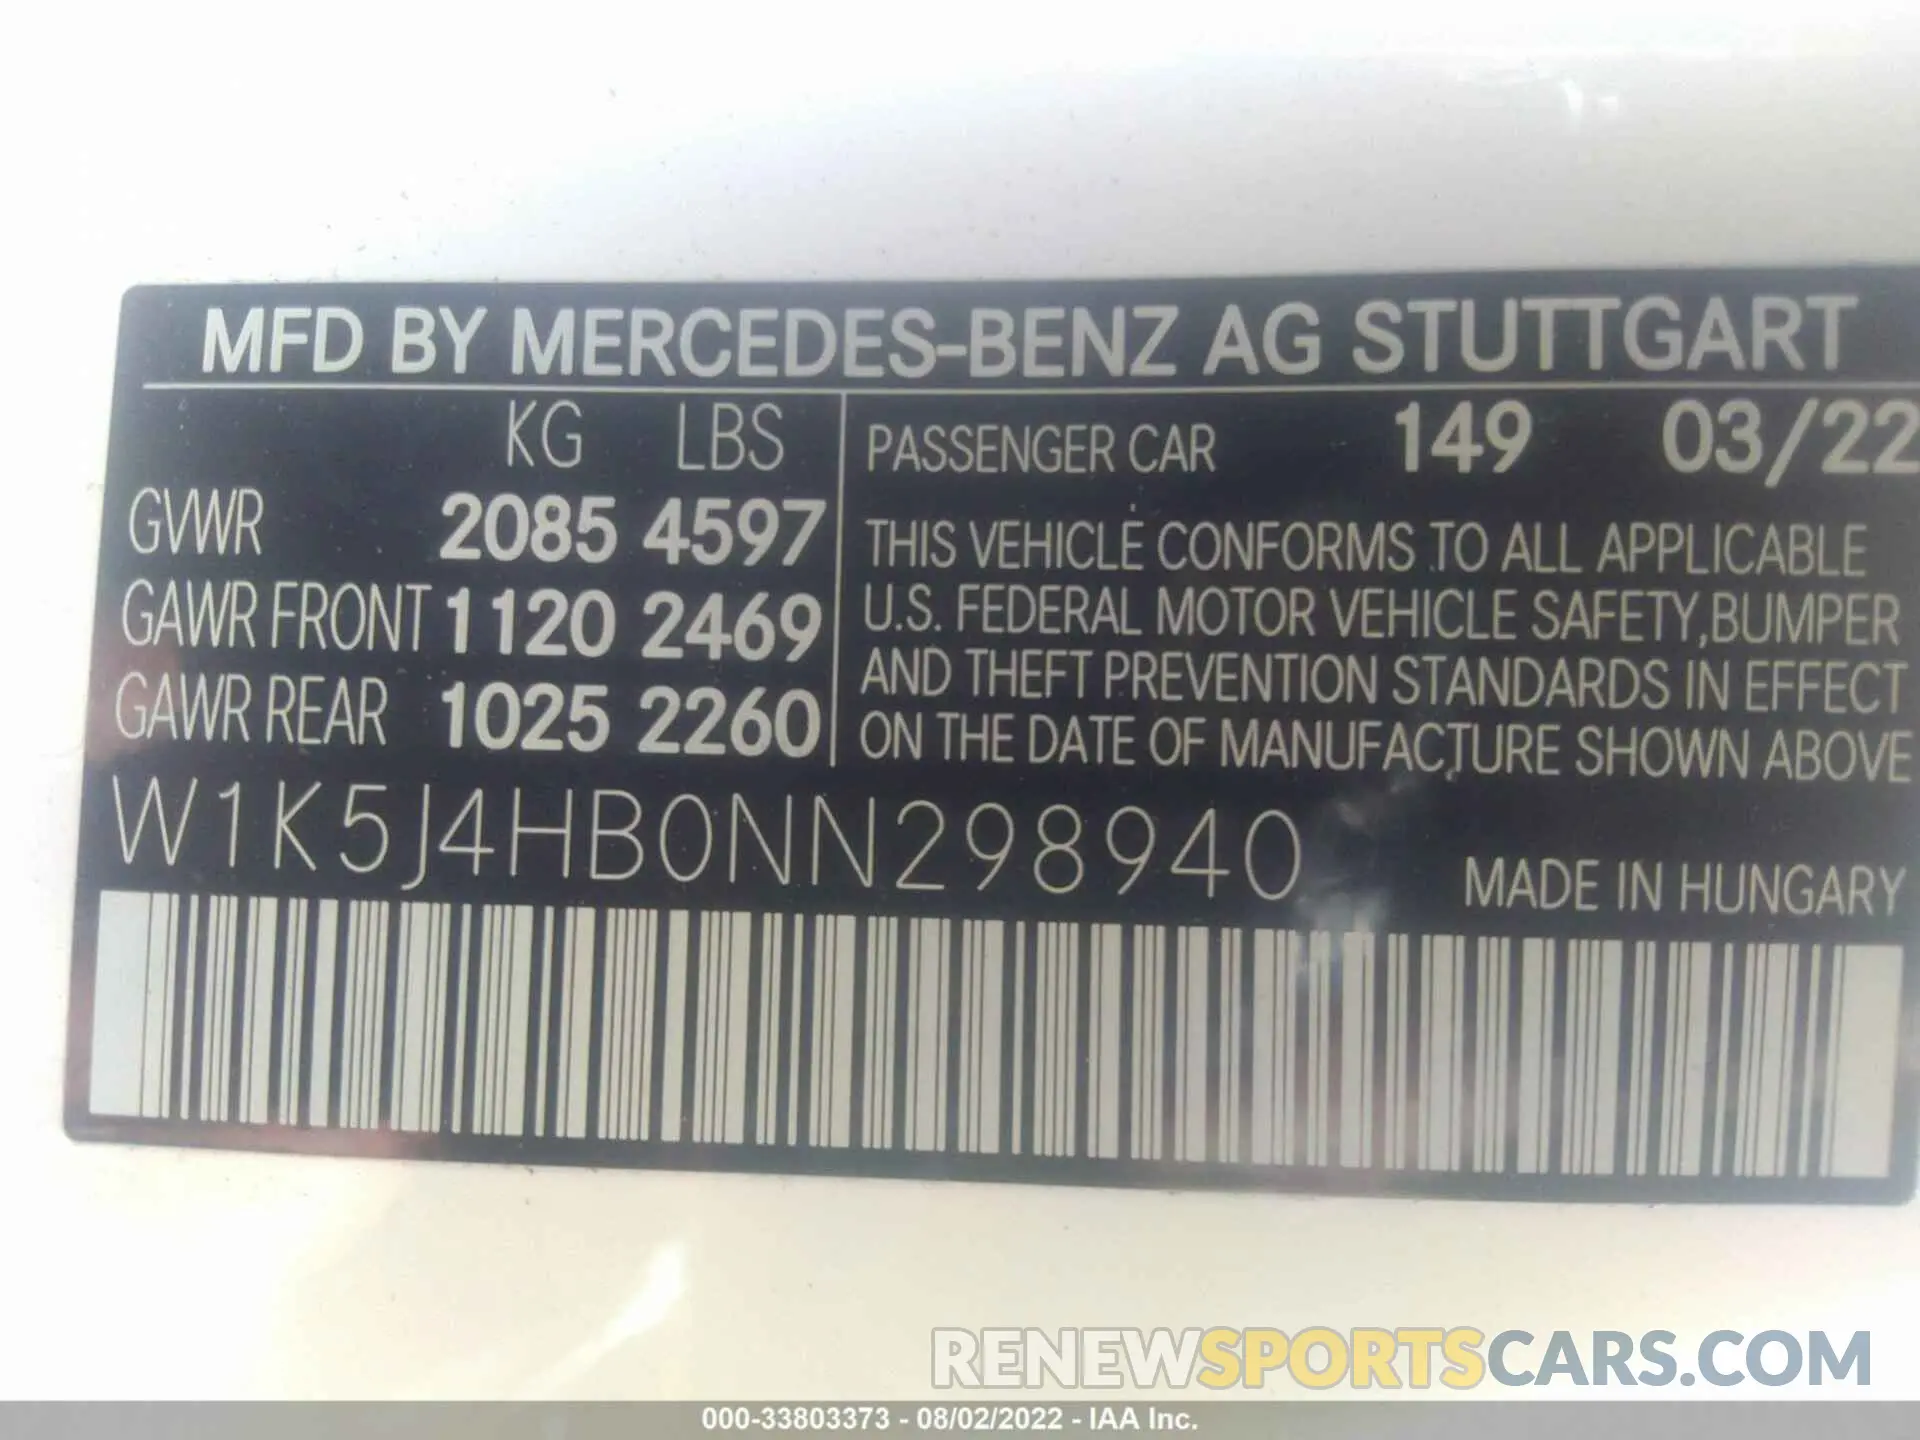 MFD BY MERCEDES-BENZ AG STUTTGART
KG LBS
GVWR 2085 4597
GAWR FRONT 1120 2469
GAWR REAR 1025 2260
PASSENGER CAR 149 03/22
THIS VEHICLE CONFORMS TO ALL APPLICABLE
U.S. FEDERAL MOTOR VEHICLE SAFETY,BUMPER
AND THEFT PREVENTION STANDARDS IN EFFECT
ON THE DATE OF MANUFACTURE SHOWN ABOVE
W1K5J4HB0NN298940
MADE IN HUNGARY
RENEWSPORTSCARS.COM
000-33803373 - 08/02/2022 - IAA Inc.